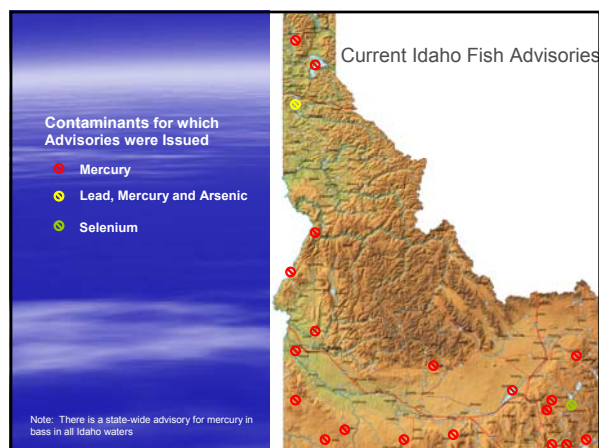 Current Idaho Fish Advisories
Contaminants for which
Advisories were Issued
Mercury
Lead, Mercury and Arsenic
Selenium
Note: There is a state-wide advisory for mercury in
bass in all Idaho waters